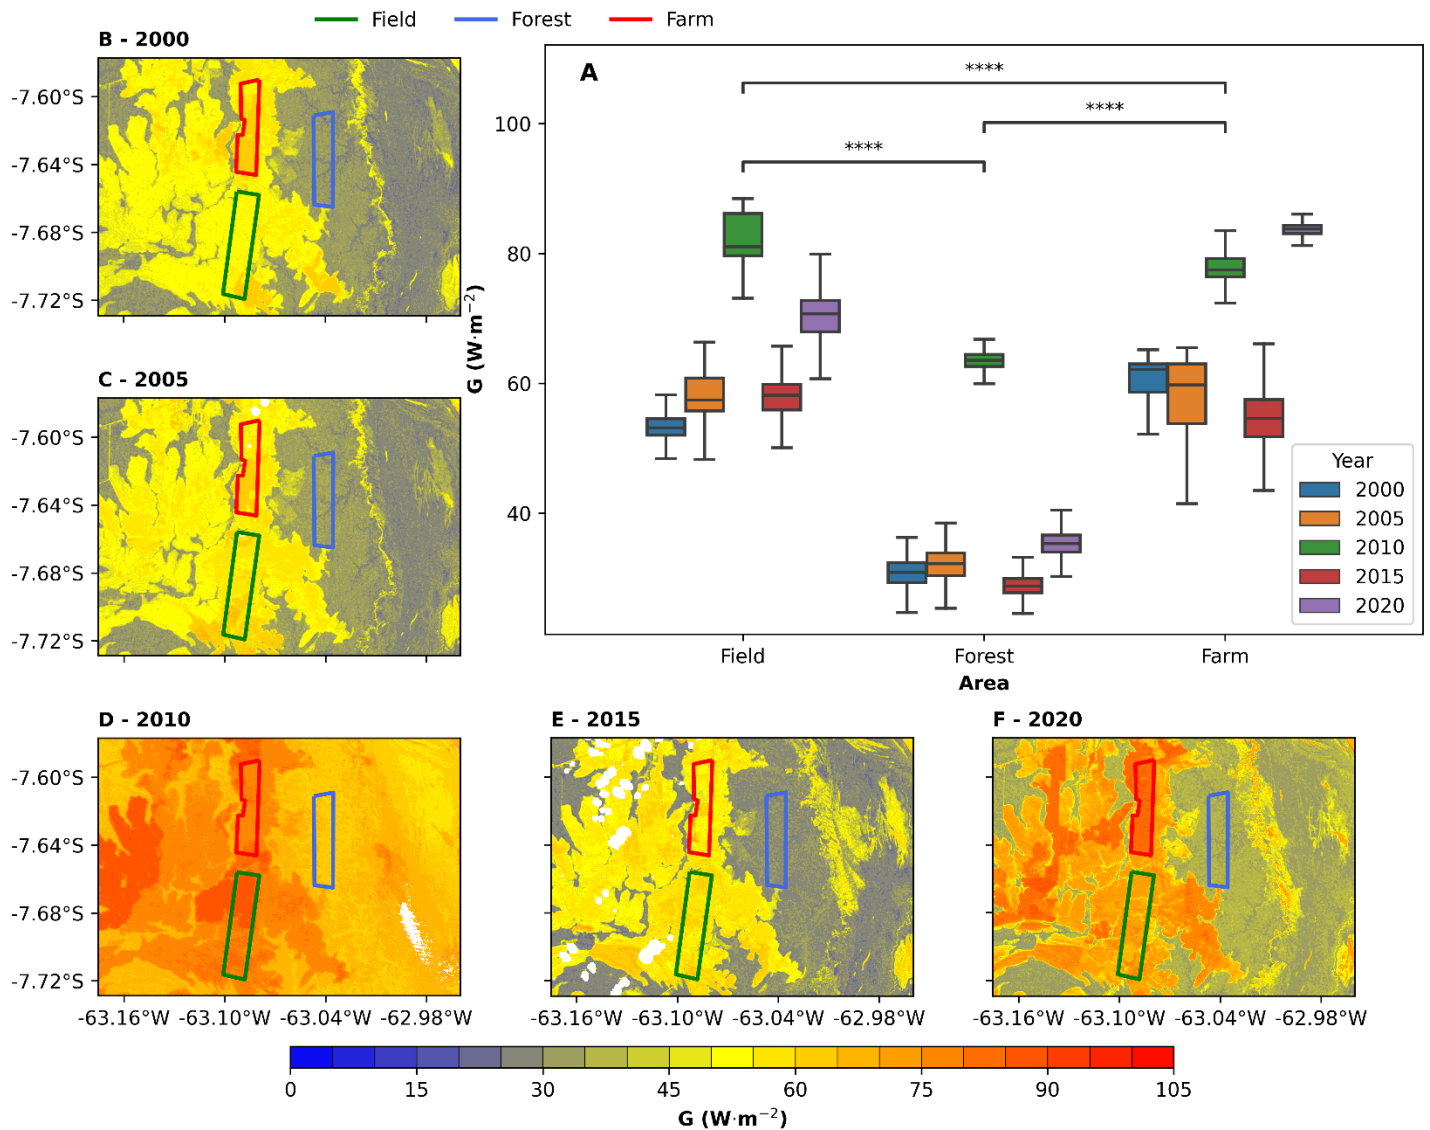 Field Forest Farm
B - 2000
-7.60°S
-7.64°S
-7.68°S
-7.72°S
C - 2005
-7.60°S
-7.64°S
-7.68°S
-7.72°S
A
****
****
****
100
80
60
40
G (W·m⁻²)
Field Forest Farm
Area
Year
2000
2005
2010
2015
2020
D - 2010
-7.60°S
-7.64°S
-7.68°S
-7.72°S
-63.16°W -63.10°W -63.04°W -62.98°W
E - 2015
-63.16°W -63.10°W -63.04°W -62.98°W
F - 2020
-63.16°W -63.10°W -63.04°W -62.98°W
0 15 30 45 60 75 90 105
G (W·m⁻²)